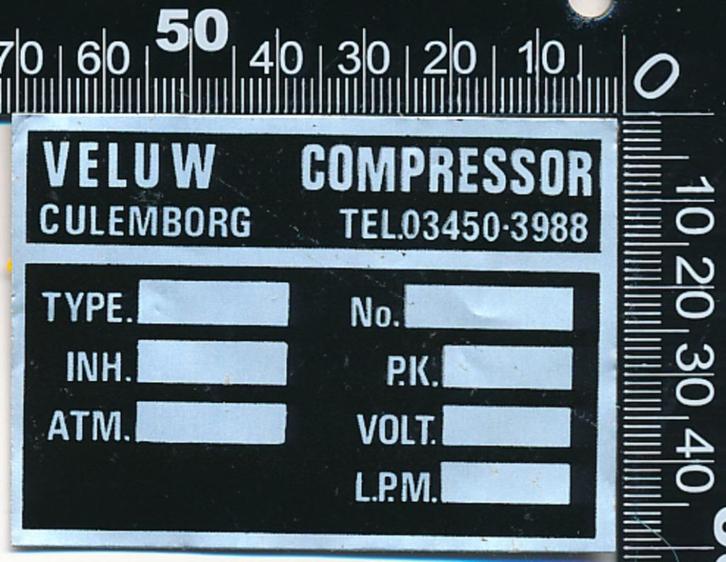 70 60 50 40 30 20 10 0
VELUW COMPRESSOR
CULEMBORG TEL.03450-3988
TYPE. No.
INH. P.K.
ATM. VOLT.
L.P.M.
10
20
30
40